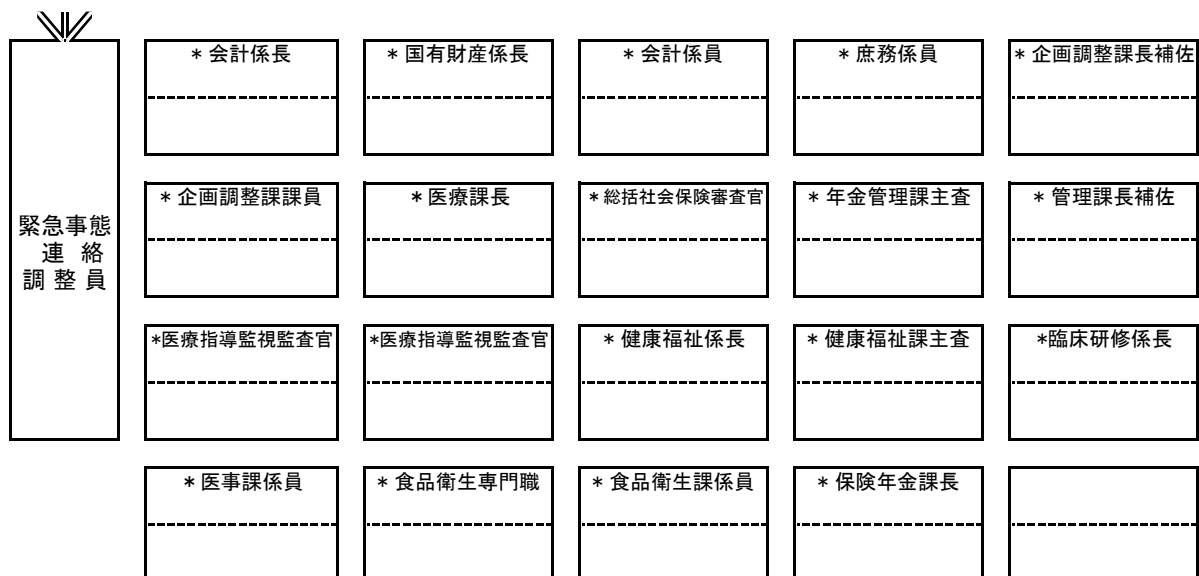 * 会計係長
* 国有財産係長
* 会計係員
* 庶務係員
* 企画調整課長補佐
緊急事態
連絡
調整員
* 企画調整課課員
* 医療課長
* 総括社会保険審査官
* 年金管理課主査
* 管理課長補佐
*医療指導監視監査官
*医療指導監視監査官
* 健康福祉係長
* 健康福祉課主査
*臨床研修係長
* 医事課係員
* 食品衛生専門職
* 食品衛生課係員
* 保険年金課長